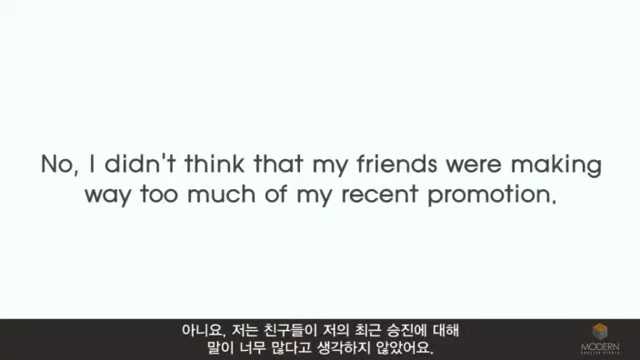 No, I didn't think that my friends were making
way too much of my recent promotion.
아니요, 저는 친구들이 저의 최근 승진에 대해
말이 너무 많다고 생각하지 않았어요.
MODERN
ENGLISH STUDIO